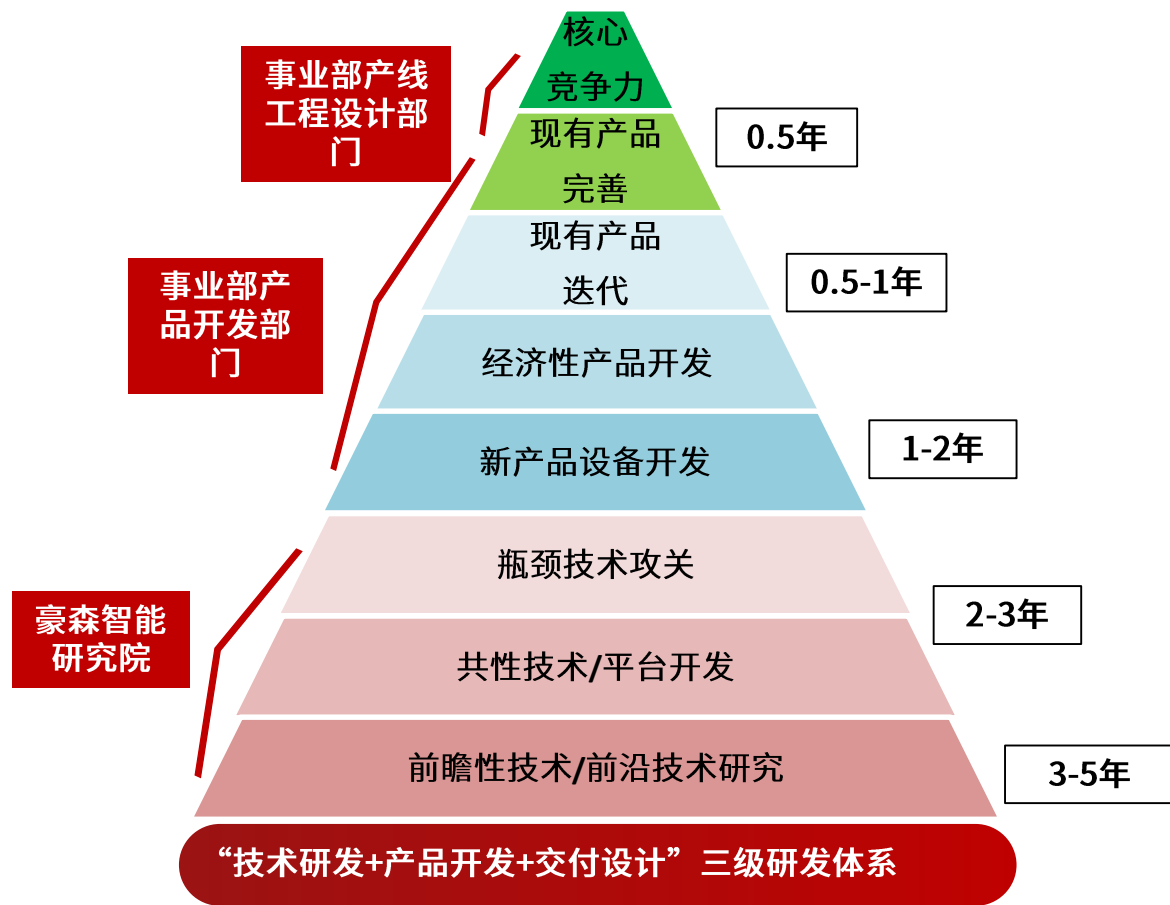 核心
竞争力
事业部产线
工程设计部
门
现有产品
完善
0.5年
现有产品
迭代
0.5-1年
事业部产
品开发部
门
经济性产品开发
新产品设备开发
1-2年
瓶颈技术攻关
2-3年
豪森智能
研究院
共性技术/平台开发
前瞻性技术/前沿技术研究
3-5年
“技术研发+产品开发+交付设计”三级研发体系